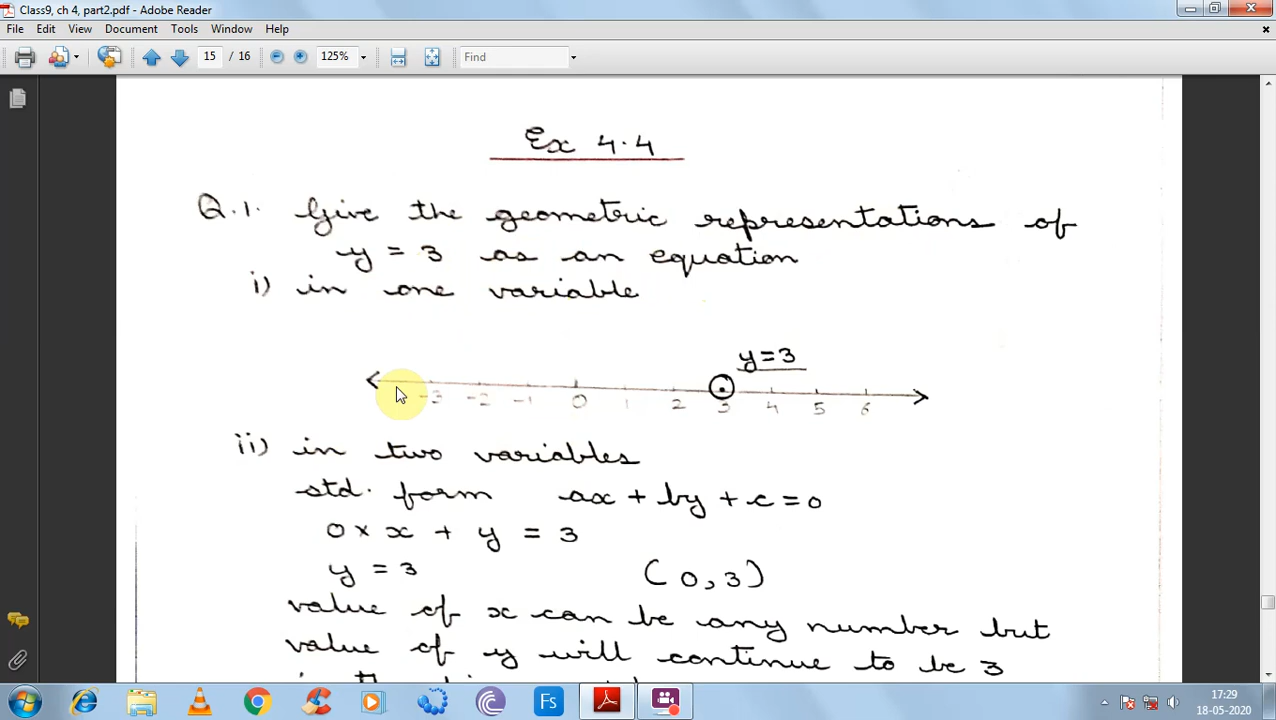 Class9, ch 4, part2.pdf - Adobe Reader
File Edit View Document Tools Window Help
15 / 16 125% Find
Ex 4.4
Q.1. Give the geometric representations of
y = 3 as an equation
i) in one variable
y=3
-3 -2 -1 0 1 2 3 4 5 6
ii) in two variables
std. form ax + by + c = 0
0 × x + y = 3
y = 3 (0,3)
value of x can be any number but
value of y will continue to be 3
Fs
17:29
18-05-2020